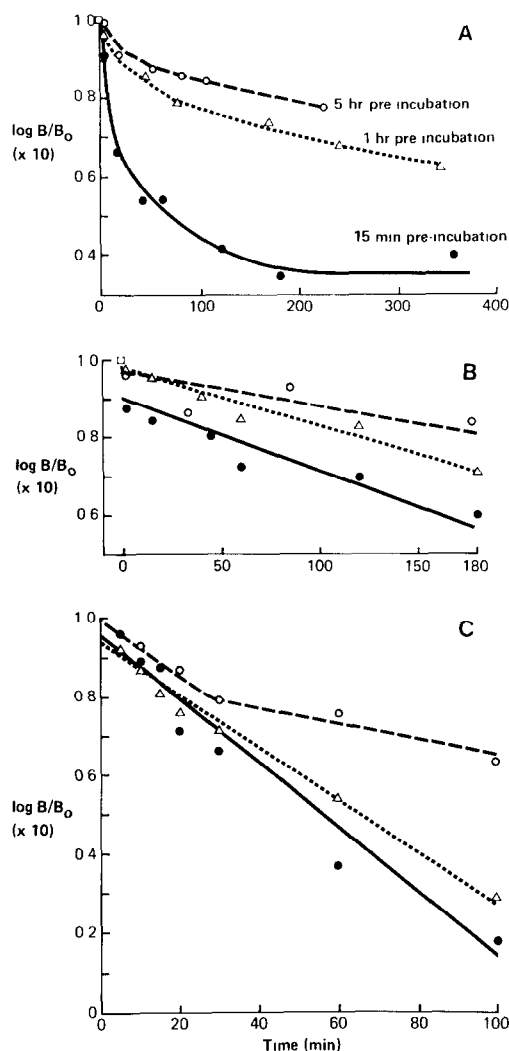 A
1 0
0 8
0 6
0 4
log B/Bo
(x 10)
5 hr pre incubation
1 hr pre incubation
15 min pre-incubation
0 100 200 300 400
B
1 0
0 8
0 6
log B/Bo
(x 10)
0 50 100 150 180
C
1 0
0 8
0 6
0 4
0 2
0
log B/Bo
(x 10)
0 20 40 60 80 100
Time (min)